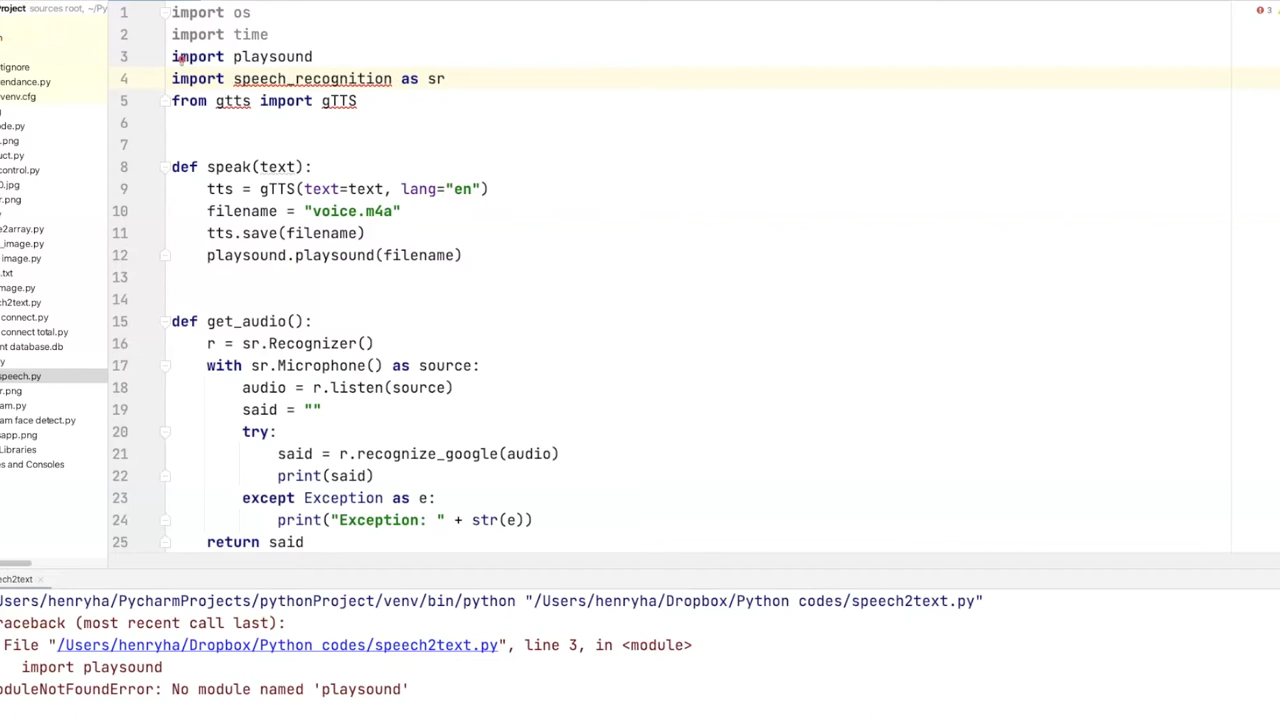 Project sources root, ~/Py
tignore
endance.py
venv.cfg
ode.py
.png
uct.py
control.py
0.jpg
r.png
e2array.py
_image.py
image.py
.txt
mage.py
ch2text.py
connect.py
connect total.py
nt database.db
speech.py
r.png
am.py
am face detect.py
sapp.png
Libraries
es and Consoles
3
1 import os
2 import time
3 import playsound
4 import speech_recognition as sr
5 from gtts import gTTS
6
7
8 def speak(text):
9 tts = gTTS(text=text, lang="en")
10 filename = "voice.m4a"
11 tts.save(filename)
12 playsound.playsound(filename)
13
14
15 def get_audio():
16 r = sr.Recognizer()
17 with sr.Microphone() as source:
18 audio = r.listen(source)
19 said = ""
20 try:
21 said = r.recognize_google(audio)
22 print(said)
23 except Exception as e:
24 print("Exception: " + str(e))
25 return said
ech2text
Users/henryha/PycharmProjects/pythonProject/venv/bin/python "/Users/henryha/Dropbox/Python codes/speech2text.py"
raceback (most recent call last):
File "/Users/henryha/Dropbox/Python codes/speech2text.py", line 3, in <module>
import playsound
oduleNotFoundError: No module named 'playsound'